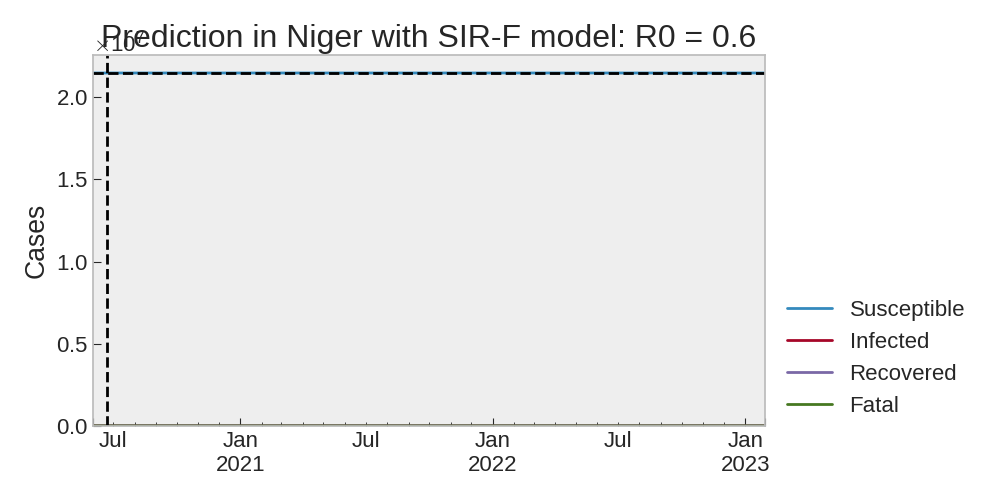 Prediction in Niger with SIR-F model: R0 = 0.6
Cases
2.0
1.5
1.0
0.5
0.0
Jul Jan Jul Jan Jul Jan
2021 2022 2023
Susceptible
Infected
Recovered
Fatal